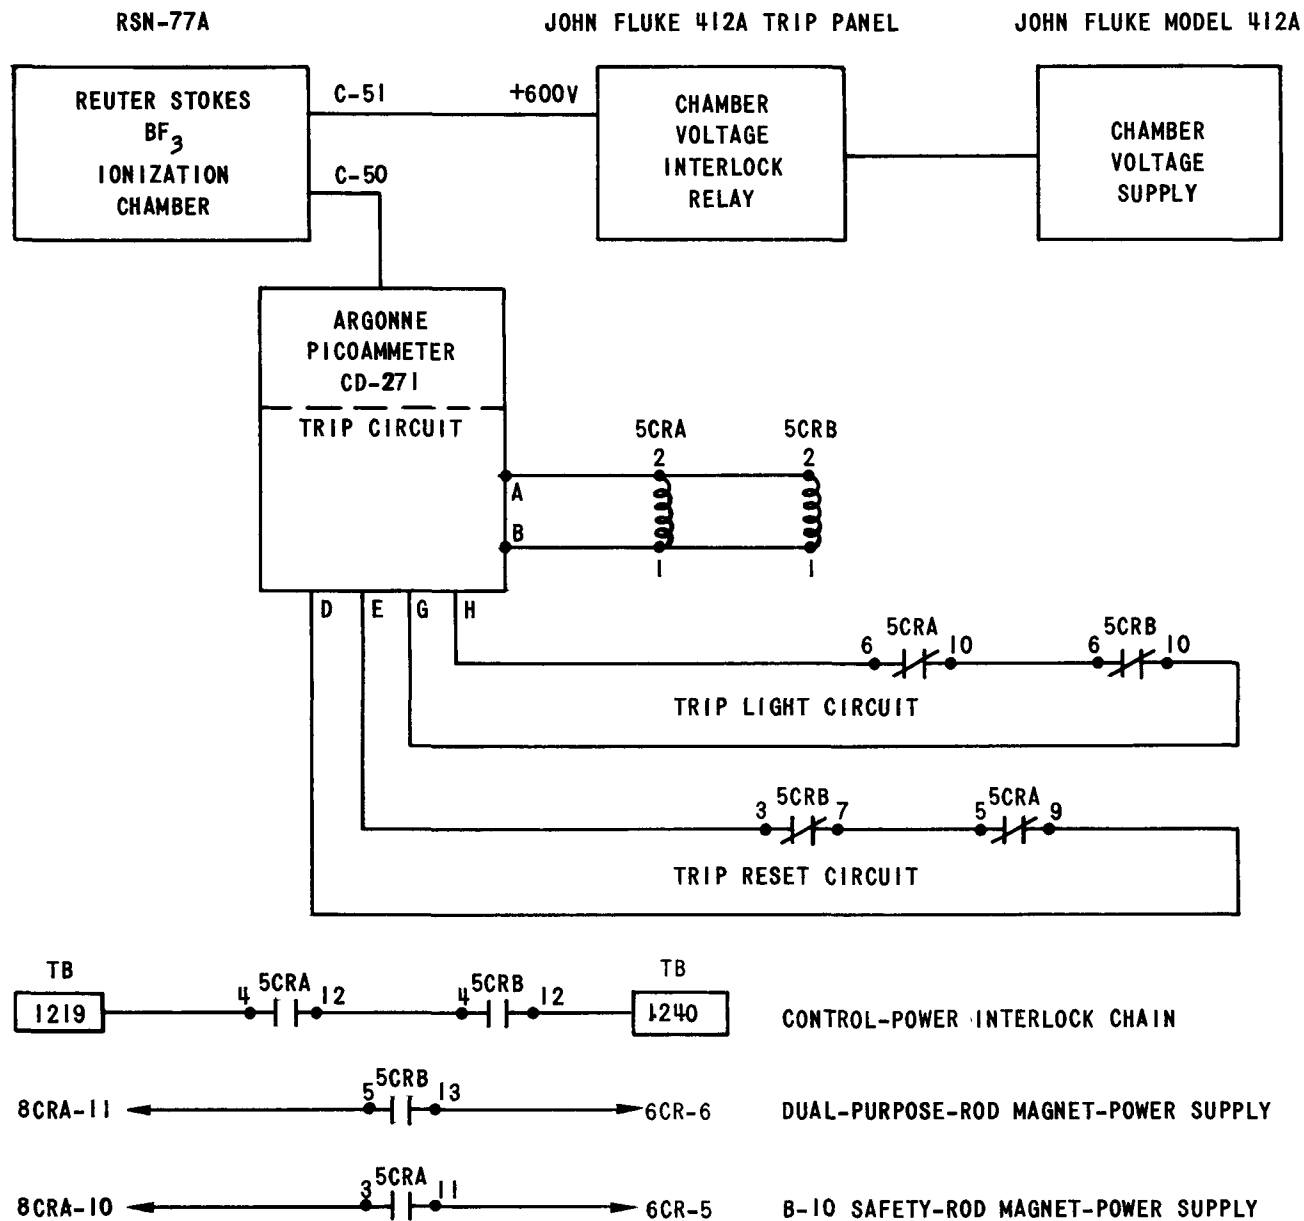 RSN-77A
JOHN FLUKE 412A TRIP PANEL
JOHN FLUKE MODEL 412A
REUTER STOKES
BF3
IONIZATION
CHAMBER
C-51
+600V
C-50
CHAMBER
VOLTAGE
INTERLOCK
RELAY
CHAMBER
VOLTAGE
SUPPLY
ARGONNE
PICOAMMETER
CD-271
TRIP CIRCUIT
5CRA
2
5CRB
2
A
B
1
1
D
E
G
H
6
5CRA
10
6
5CRB
10
TRIP LIGHT CIRCUIT
3
5CRB
7
5
5CRA
9
TRIP RESET CIRCUIT
TB
1219
4
5CRA
12
4
5CRB
12
TB
1240
CONTROL-POWER INTERLOCK CHAIN
8CRA-11
5
5CRB
13
6CR-6
DUAL-PURPOSE-ROD MAGNET-POWER SUPPLY
8CRA-10
3
5CRA
11
6CR-5
B-10 SAFETY-ROD MAGNET-POWER SUPPLY